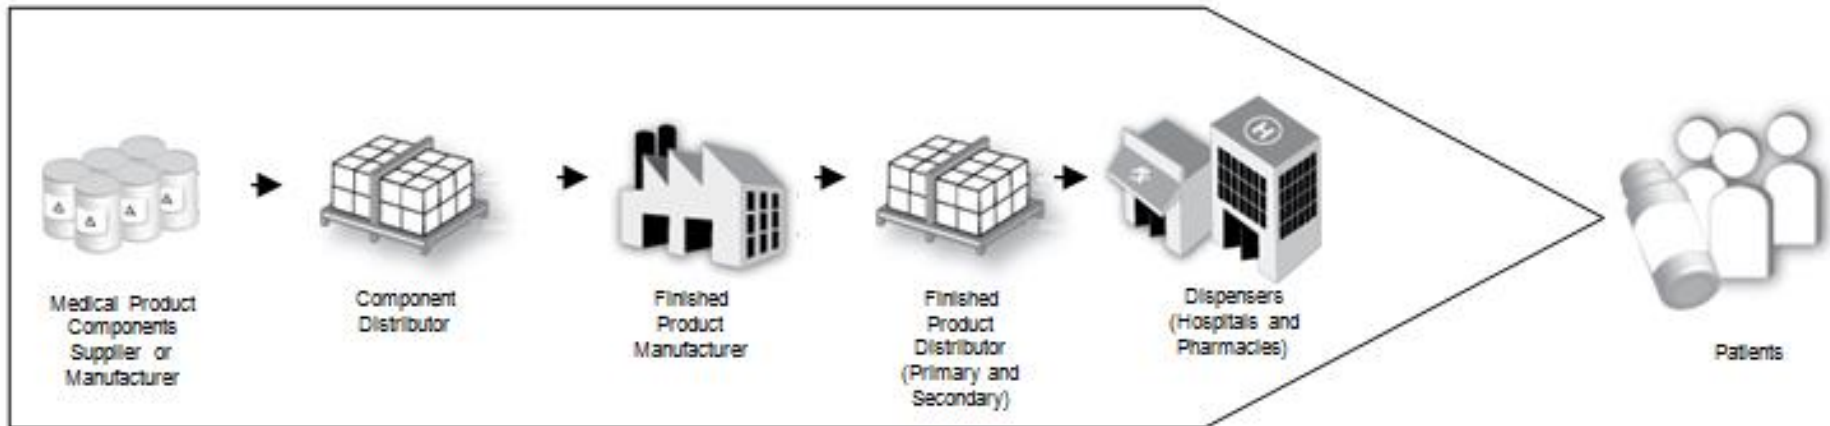 Medical Product
Components
Supplier or
Manufacturer
Component
Distributor
Finished
Product
Manufacturer
Finished
Product
Distributor
(Primary and
Secondary)
H
Dispensers
(Hospitals and
Pharmacies)
Patients